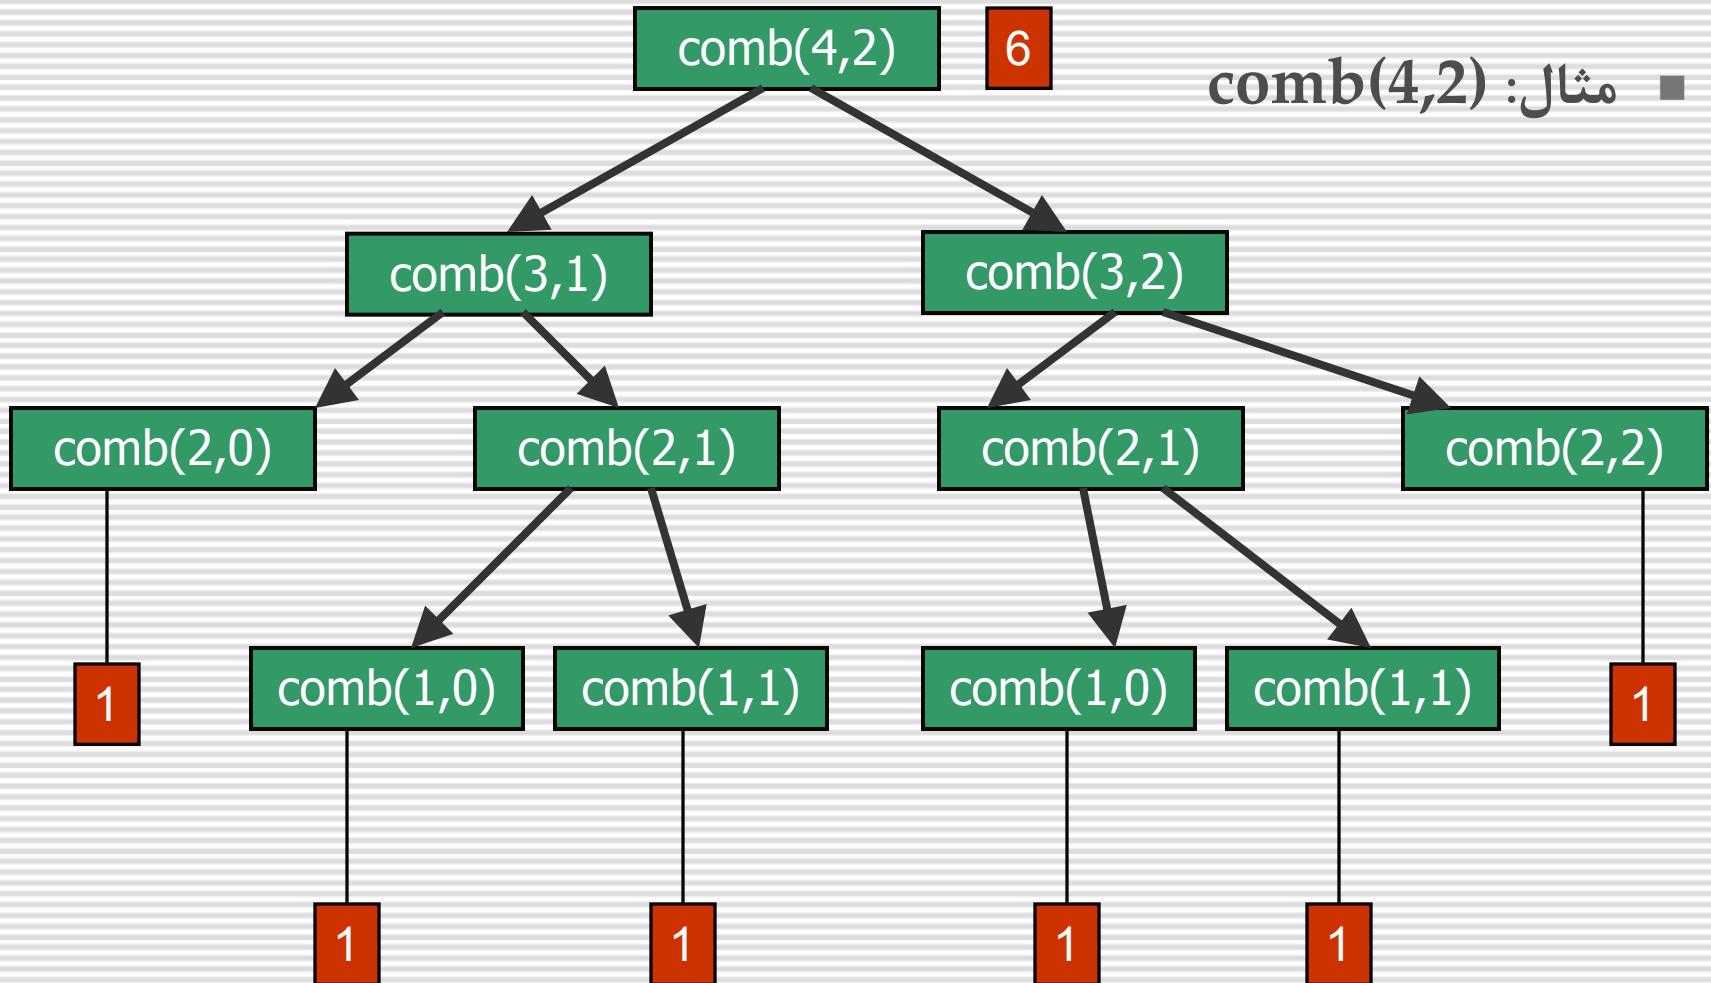 comb(4,2)
6
مثال: comb(4,2)
comb(3,1)
comb(3,2)
comb(2,0)
comb(2,1)
comb(2,1)
comb(2,2)
1
comb(1,0)
comb(1,1)
comb(1,0)
comb(1,1)
1
1
1
1
1